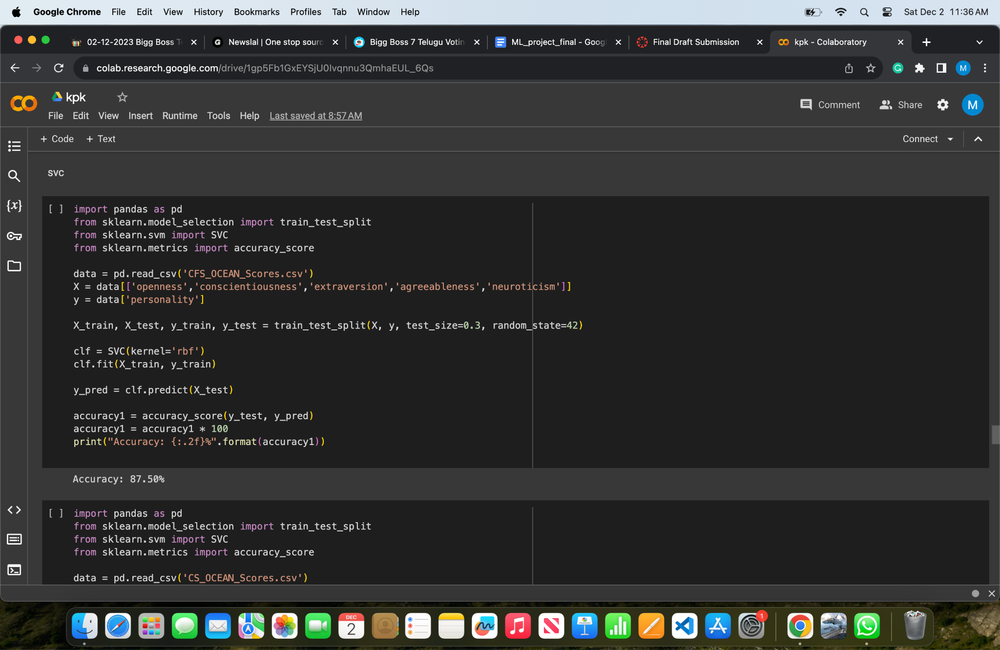 Google Chrome File Edit View History Bookmarks Profiles Tab Window Help Sat Dec 2 11:36 AM
02-12-2023 Bigg Boss Newslal | One stop Bigg Boss 7 Telugu ML_project_final - Final Draft Submission kpk - Colaboratory
colab.research.google.com/drive/1gp5Fb1GxEYSjU0lvqnnu3QmhaEUL_6Qs M
kpk
File Edit View Insert Runtime Tools Help Last saved at 8:57 AM
Comment Share M
+ Code + Text Connect
SVC
[ ] import pandas as pd
from sklearn.model_selection import train_test_split
from sklearn.svm import SVC
from sklearn.metrics import accuracy_score
data = pd.read_csv('CFS_OCEAN_Scores.csv')
X = data[['openness','conscientiousness','extraversion','agreeableness','neuroticism']]
y = data['personality']
X_train, X_test, y_train, y_test = train_test_split(X, y, test_size=0.3, random_state=42)
clf = SVC(kernel='rbf')
clf.fit(X_train, y_train)
y_pred = clf.predict(X_test)
accuracy1 = accuracy_score(y_test, y_pred)
accuracy1 = accuracy1 * 100
print("Accuracy: {:.2f}%".format(accuracy1))
Accuracy: 87.50%
[ ] import pandas as pd
from sklearn.model_selection import train_test_split
from sklearn.svm import SVC
from sklearn.metrics import accuracy_score
data = pd.read_csv('CS_OCEAN_Scores.csv')
{x}
DEC
2
1